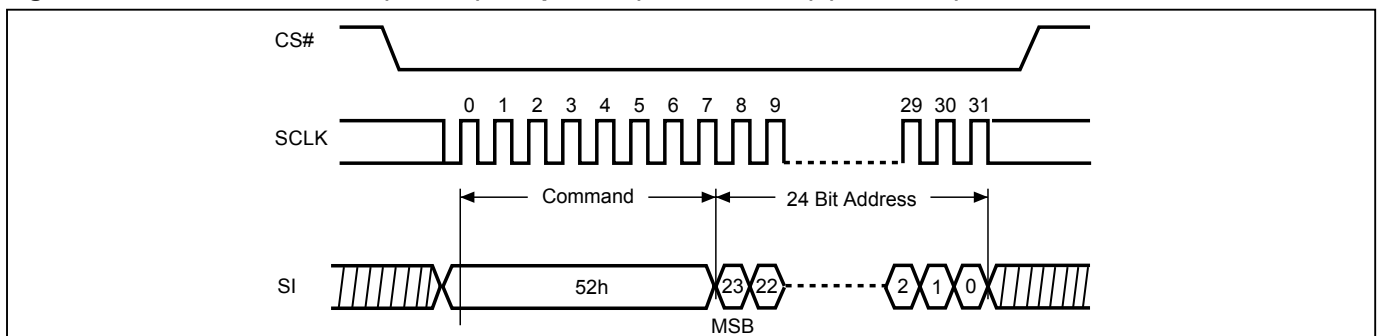 CS#
0 1 2 3 4 5 6 7 8 9 29 30 31
SCLK
Command 24 Bit Address
SI 52h 23 22 2 1 0
MSB